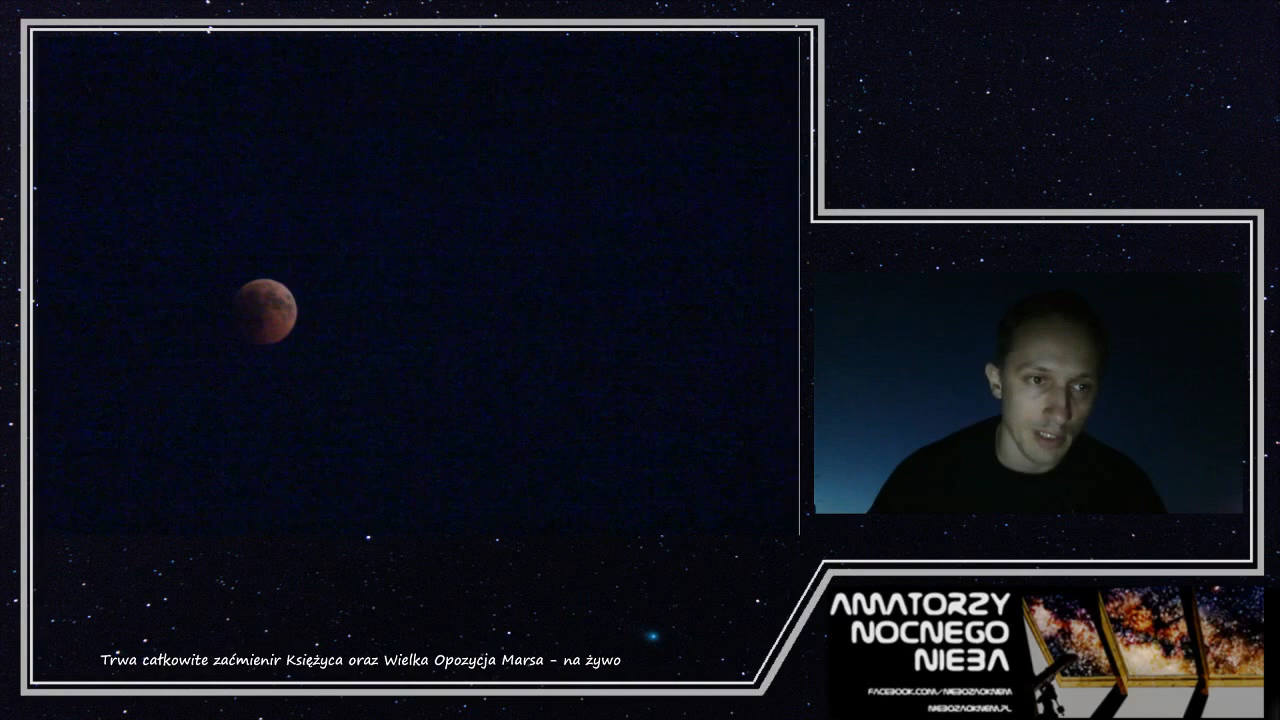 Trwa całkowite zaćmienir Księżyca oraz Wielka Opozycja Marsa - na żywo
AMATORZY
NOCNEGO
NIEBA
FACEBOOK.COM/NIEBOZAOKNEM
NIEBOZAOKNEM.PL